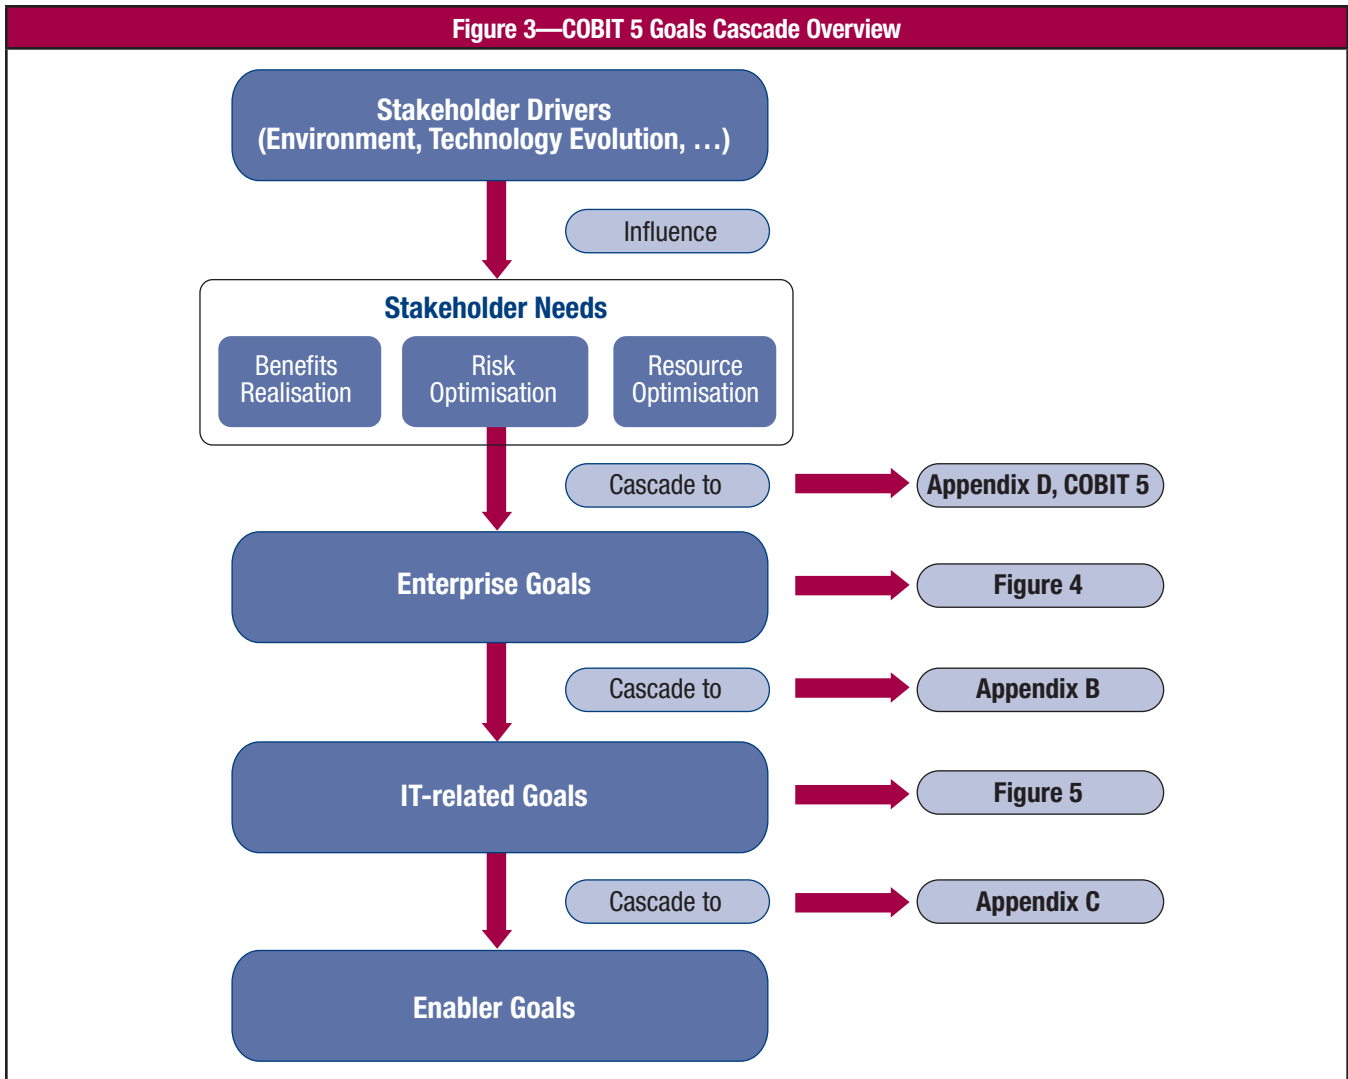 Figure 3—COBIT 5 Goals Cascade Overview
Stakeholder Drivers
(Environment, Technology Evolution, …)
Influence
Stakeholder Needs
Benefits
Realisation
Risk
Optimisation
Resource
Optimisation
Cascade to
Appendix D, COBIT 5
Enterprise Goals
Figure 4
Cascade to
Appendix B
IT-related Goals
Figure 5
Cascade to
Appendix C
Enabler Goals